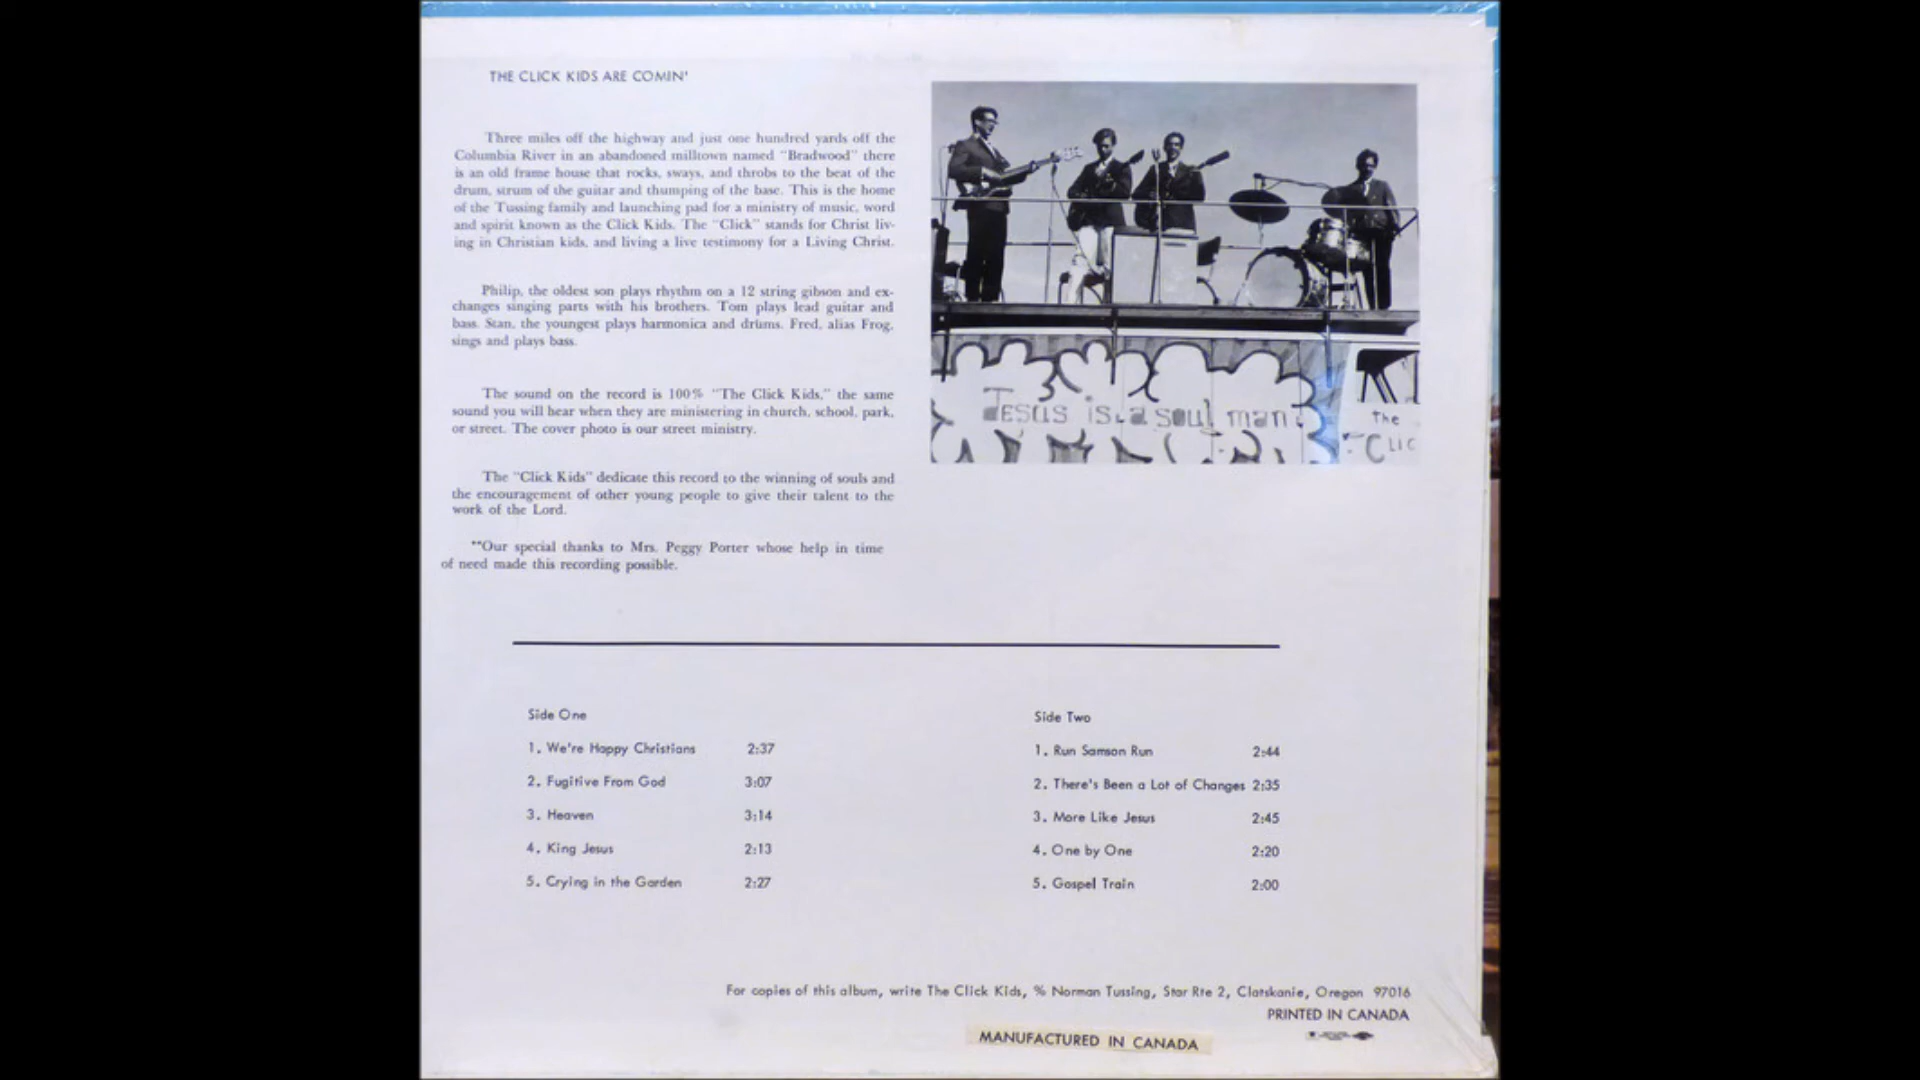 THE CLICK KIDS ARE COMIN'
Three miles off the highway and just one hundred yards off the
Columbia River in an abandoned milltown named "Bradwood" there
is an old frame house that rocks, sways, and throbs to the beat of the
drum, strum of the guitar and thumping of the base. This is the home
of the Tussing family and launching pad for a ministry of music, word
and spirit known as the Click Kids. The "Click" stands for Christ liv-
ing in Christian kids, and living a live testimony for a Living Christ.
Philip, the oldest son plays rhythm on a 12 string gibson and ex-
changes singing parts with his brothers. Tom plays lead guitar and
bass. Stan, the youngest plays harmonica and drums. Fred, alias Frog,
sings and plays bass.
The sound on the record is 100% "The Click Kids," the same
sound you will hear when they are ministering in church, school, park,
or street. The cover photo is our street ministry.
The "Click Kids" dedicate this record to the winning of souls and
the encouragement of other young people to give their talent to the
work of the Lord.
**Our special thanks to Mrs. Peggy Porter whose help in time
of need made this recording possible.
Jesus is a soul man
The
CLIC
Side One
1. We're Happy Christians 2:37
2. Fugitive From God 3:07
3. Heaven 3:14
4. King Jesus 2:13
5. Crying in the Garden 2:27
Side Two
1. Run Samson Run 2:44
2. There's Been a Lot of Changes 2:35
3. More Like Jesus 2:45
4. One by One 2:20
5. Gospel Train 2:00
For copies of this album, write The Click Kids, % Norman Tussing, Star Rte 2, Clatskanie, Oregon 97016
PRINTED IN CANADA
MANUFACTURED IN CANADA